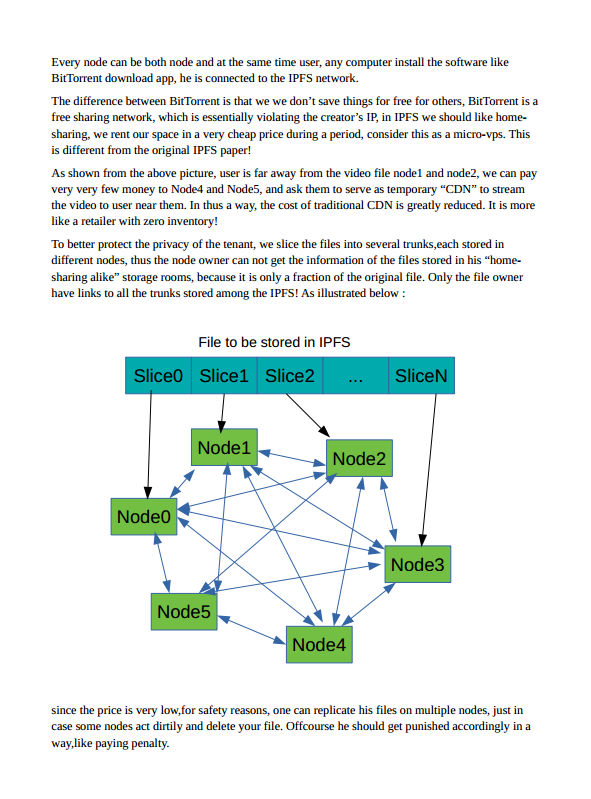 Every node can be both node and at the same time user, any computer install the software like
BitTorrent download app, he is connected to the IPFS network.
The difference between BitTorrent is that we we don't save things for free for others, BitTorrent is a
free sharing network, which is essentially violating the creator's IP, in IPFS we should like home-
sharing, we rent our space in a very cheap price during a period, consider this as a micro-vps. This
is different from the original IPFS paper!
As shown from the above picture, user is far away from the video file node1 and node2, we can pay
very very few money to Node4 and Node5, and ask them to serve as temporary “CDN” to stream
the video to user near them. In thus a way, the cost of traditional CDN is greatly reduced. It is more
like a retailer with zero inventory!
To better protect the privacy of the tenant, we slice the files into several trunks,each stored in
different nodes, thus the node owner can not get the information of the files stored in his “home-
sharing alike” storage rooms, because it is only a fraction of the original file. Only the file owner
have links to all the trunks stored among the IPFS! As illustrated below :
File to be stored in IPFS
Slice0 Slice1 Slice2 ... SliceN
Node1
Node2
Node0
Node3
Node5
Node4
since the price is very low,for safety reasons, one can replicate his files on multiple nodes, just in
case some nodes act dirtily and delete your file. Offcourse he should get punished accordingly in a
way,like paying penalty.